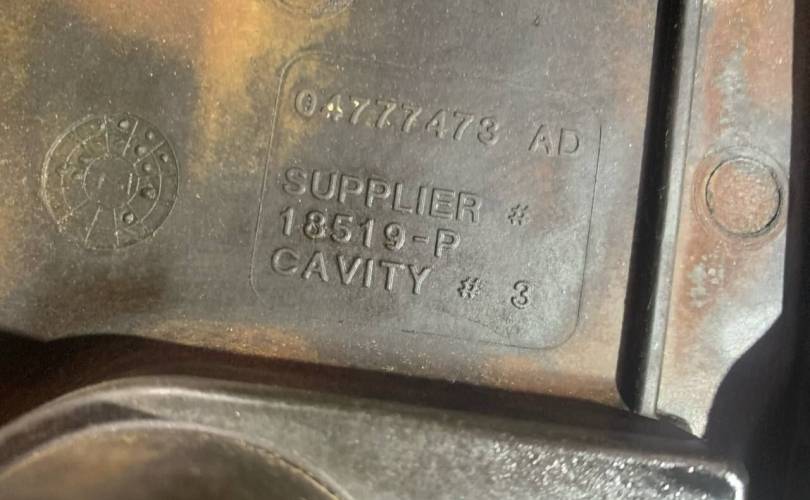 04777473 AD
SUPPLIER #
18519-P
CAVITY # 3